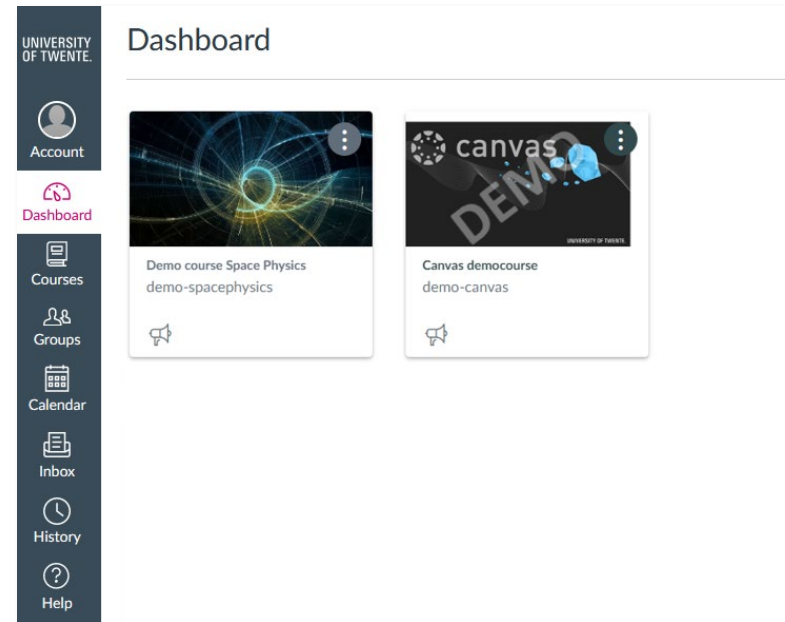 UNIVERSITY
OF TWENTE.
Dashboard
Account
Dashboard
Courses
Groups
Calendar
Inbox
History
Help
Demo course Space Physics
demo-spacephysics
canvas
DEMO
UNIVERSITY OF TWENTE.
Canvas democourse
demo-canvas